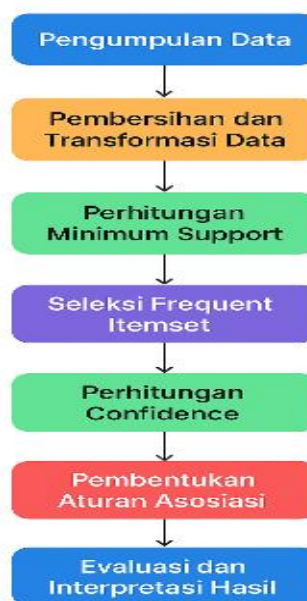 Pengumpulan Data
Pembersihan dan
Transformasi Data
Perhitungan
Minimum Support
Seleksi Frequent
Itemset
Perhitungan
Confidence
Pembentukan
Aturan Asosiasi
Evaluasi dan
Interpretasi Hasil